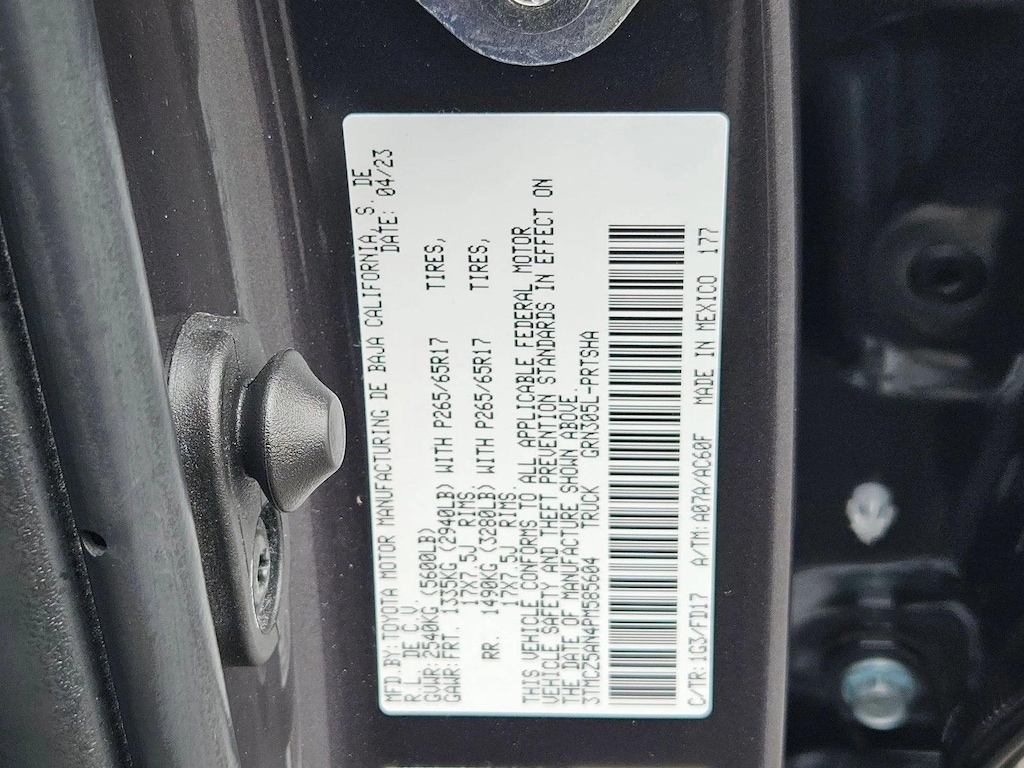 MFD.BY:TOYOTA MOTOR MANUFACTURING DE BAJA CALIFORNIA, S. DE
R.L. DE C.V. DATE: 04/23
GVWR:2540KG (5600LB)
GAWR:FRT. 1335KG (2940LB) WITH P265/65R17 TIRES,
17X7.5J RIMS.
RR. 1490KG (3280LB) WITH P265/65R17 TIRES,
17X7.5J RIMS.
THIS VEHICLE CONFORMS TO ALL APPLICABLE FEDERAL MOTOR
VEHICLE SAFETY AND THEFT PREVENTION STANDARDS IN EFFECT ON
THE DATE OF MANUFACTURE SHOWN ABOVE.
3TMCZ5AN4PM585684 TRUCK GRN305L-PRTSHA
C/TR:1G3/FD17 A/TM:A07A/AC60F MADE IN MEXICO 177